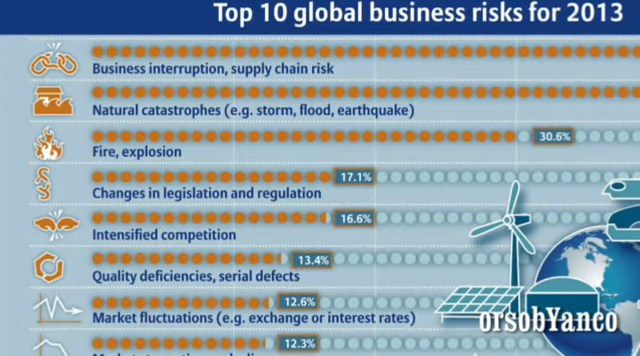 Top 10 global business risks for 2013
Business interruption, supply chain risk
Natural catastrophes (e.g. storm, flood, earthquake)
30.6%
Fire, explosion
17.1%
Changes in legislation and regulation
16.6%
Intensified competition
13.4%
Quality deficiencies, serial defects
12.6%
Market fluctuations (e.g. exchange or interest rates)
orsobYanco
12.3%